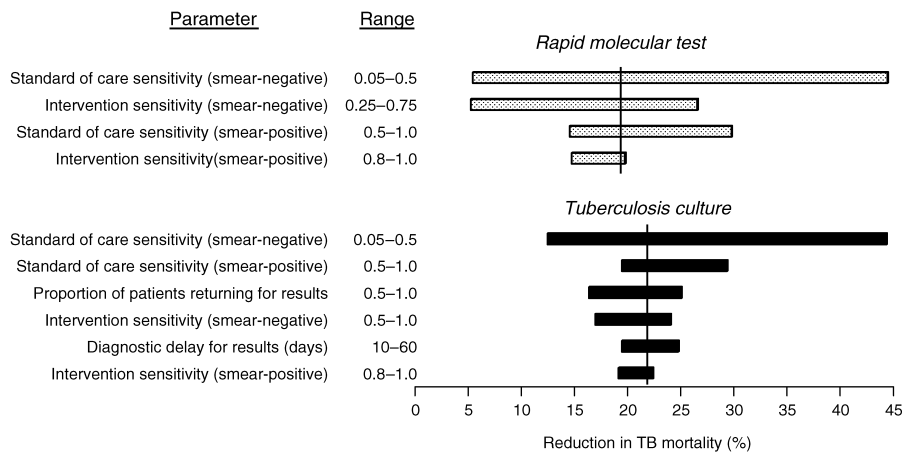 Parameter Range
Rapid molecular test
Standard of care sensitivity (smear-negative) 0.05–0.5
Intervention sensitivity (smear-negative) 0.25–0.75
Standard of care sensitivity (smear-positive) 0.5–1.0
Intervention sensitivity(smear-positive) 0.8–1.0
Tuberculosis culture
Standard of care sensitivity (smear-negative) 0.05–0.5
Standard of care sensitivity (smear-positive) 0.5–1.0
Proportion of patients returning for results 0.5–1.0
Intervention sensitivity (smear-negative) 0.5–1.0
Diagnostic delay for results (days) 10–60
Intervention sensitivity (smear-positive) 0.8–1.0
0 5 10 15 20 25 30 35 40 45
Reduction in TB mortality (%)